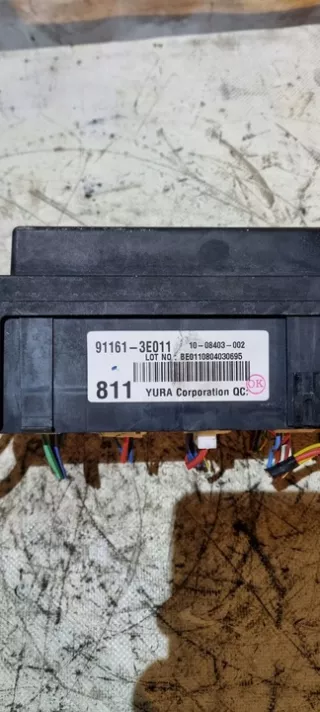 91161-3E011 10-08403-002
LOT NO : BE0110804030695
811 YURA Corporation QC:
OK